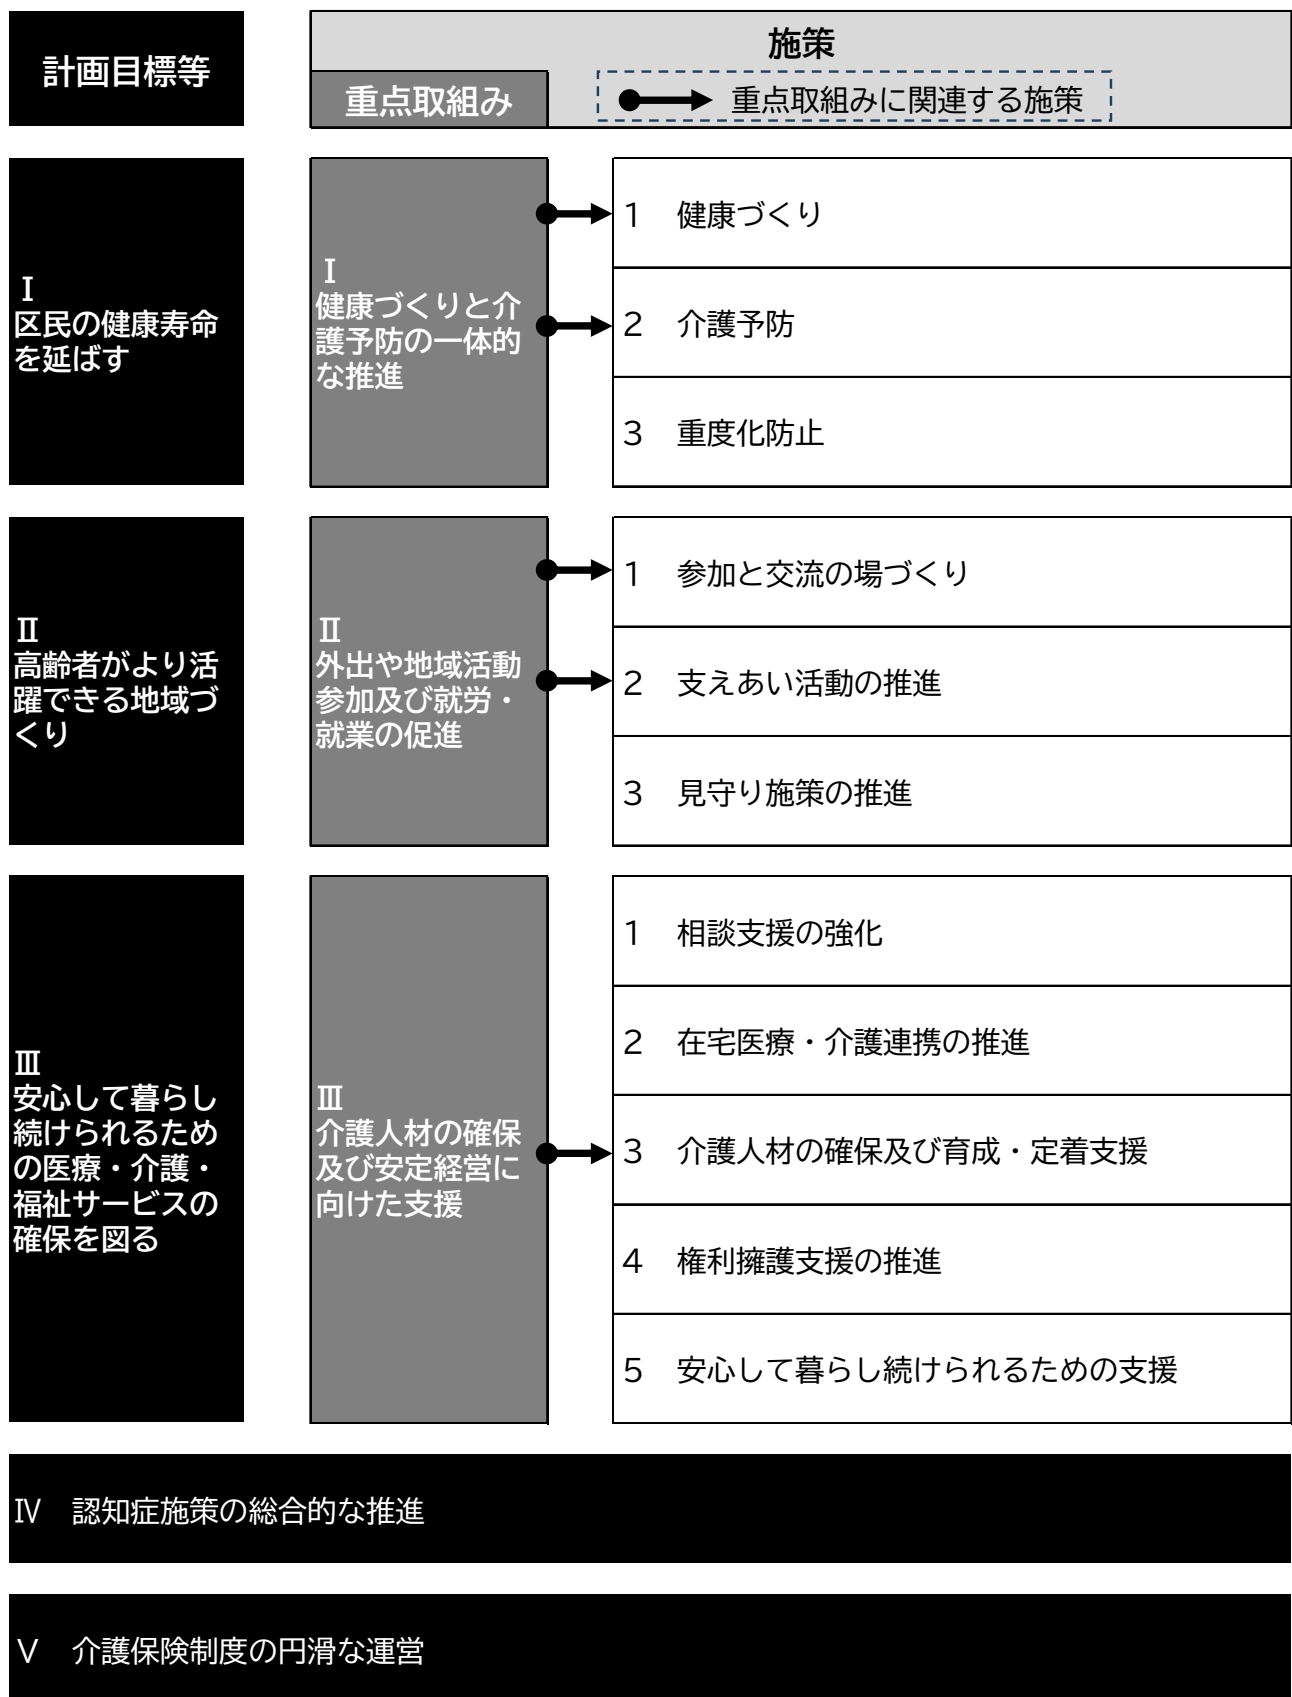 計画目標等
施策
重点取組み
重点取組みに関連する施策
Ⅰ
区民の健康寿命
を延ばす
Ⅰ
健康づくりと介
護予防の一体的
な推進
1 健康づくり
2 介護予防
3 重度化防止
Ⅱ
高齢者がより活
躍できる地域づ
くり
Ⅱ
外出や地域活動
参加及び就労・
就業の促進
1 参加と交流の場づくり
2 支えあい活動の推進
3 見守り施策の推進
Ⅲ
安心して暮らし
続けられるため
の医療・介護・
福祉サービスの
確保を図る
Ⅲ
介護人材の確保
及び安定経営に
向けた支援
1 相談支援の強化
2 在宅医療・介護連携の推進
3 介護人材の確保及び育成・定着支援
4 権利擁護支援の推進
5 安心して暮らし続けられるための支援
Ⅳ 認知症施策の総合的な推進
Ⅴ 介護保険制度の円滑な運営